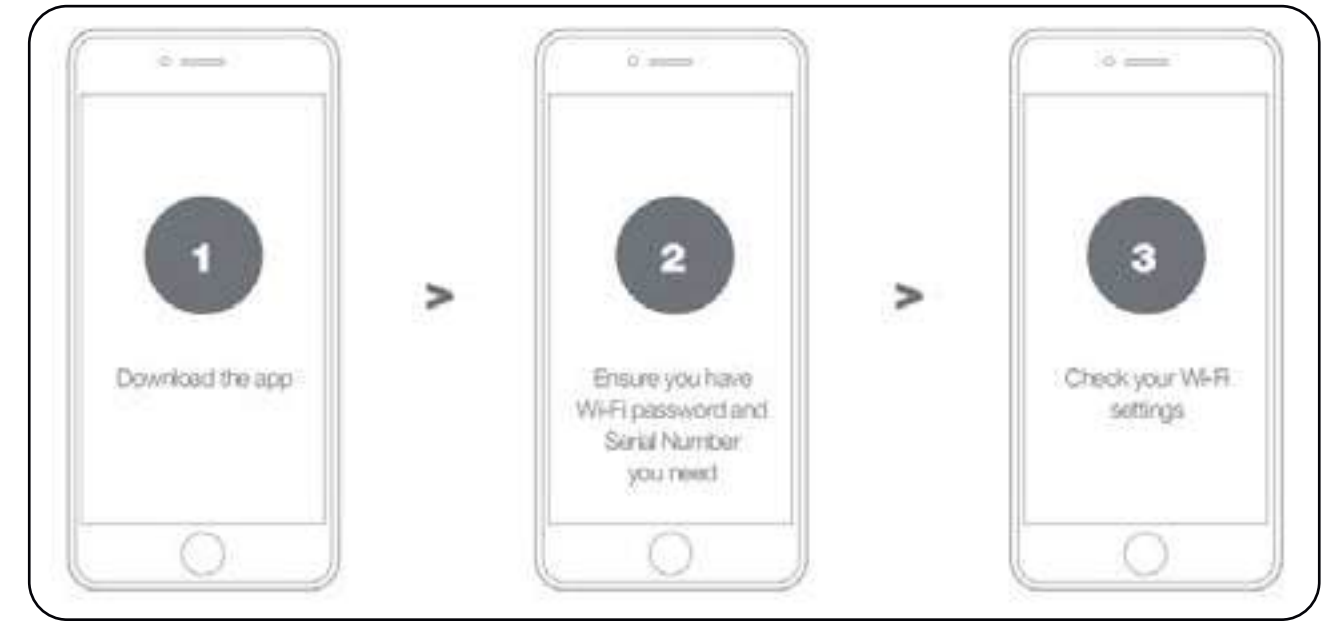 1
Download the app
>
2
Ensure you have
Wi-Fi password and
Serial Number
you need
>
3
Check your Wi-Fi
settings